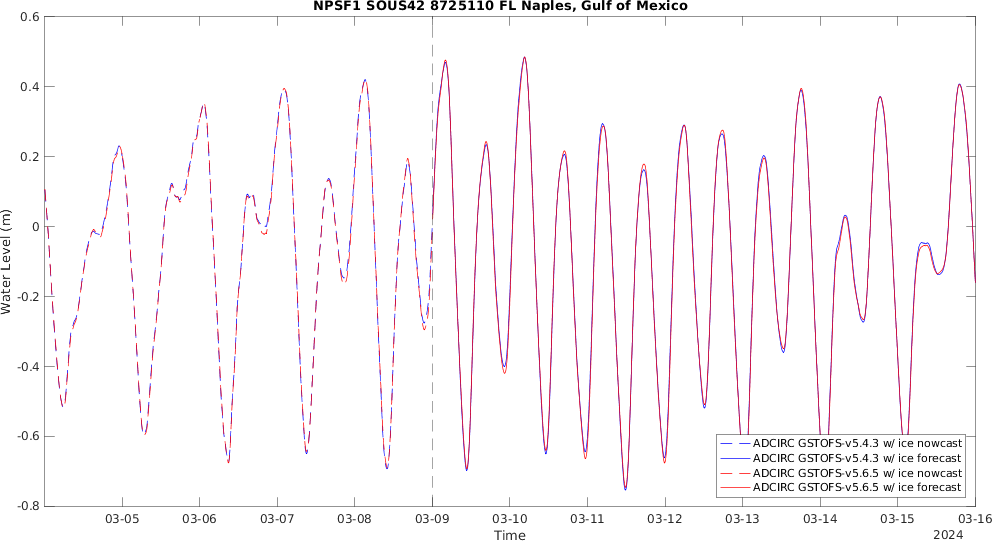 NPSF1 SOUS42 8725110 FL Naples, Gulf of Mexico
0.6
0.4
0.2
0
-0.2
-0.4
-0.6
-0.8
Water Level (m)
ADCIRC GSTOFS-v5.4.3 w/ ice nowcast
ADCIRC GSTOFS-v5.4.3 w/ ice forecast
ADCIRC GSTOFS-v5.6.5 w/ ice nowcast
ADCIRC GSTOFS-v5.6.5 w/ ice forecast
03-05 03-06 03-07 03-08 03-09 03-10 03-11 03-12 03-13 03-14 03-15 03-16
Time
2024